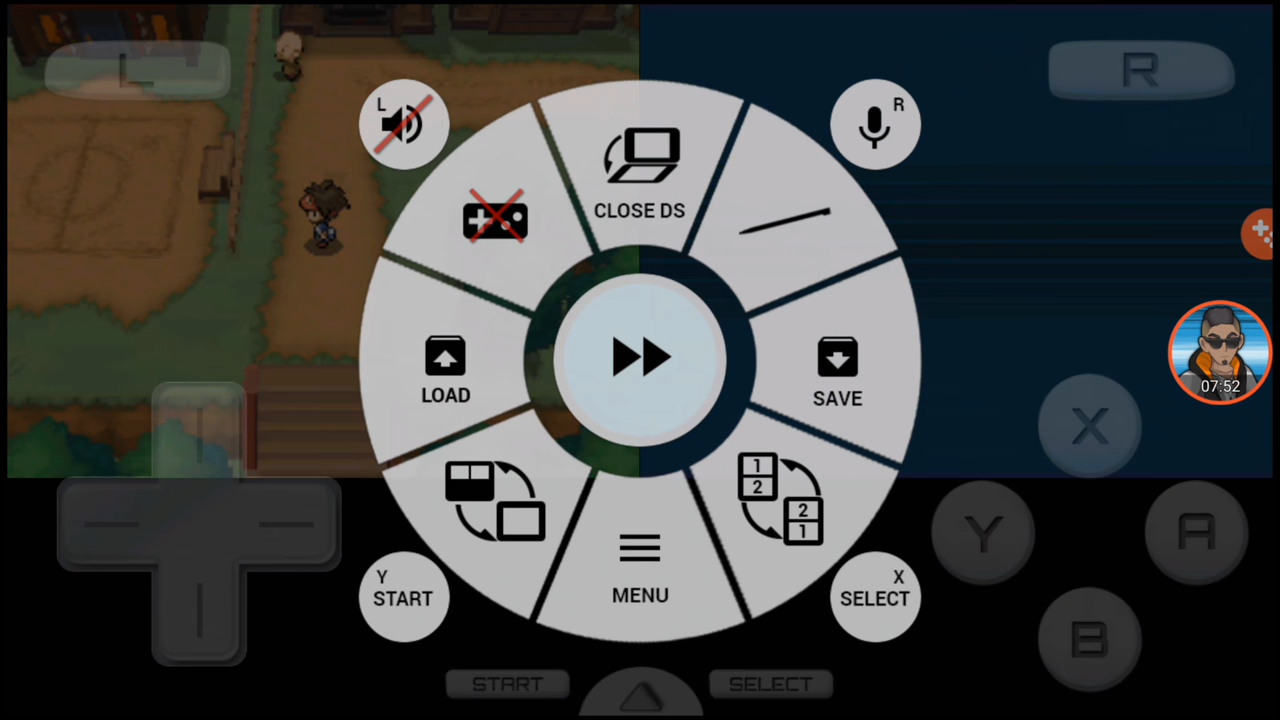 L
R
L
R
CLOSE DS
LOAD
SAVE
07:52
X
1
2
2
1
Y
A
MENU
Y
START
X
SELECT
B
START
SELECT